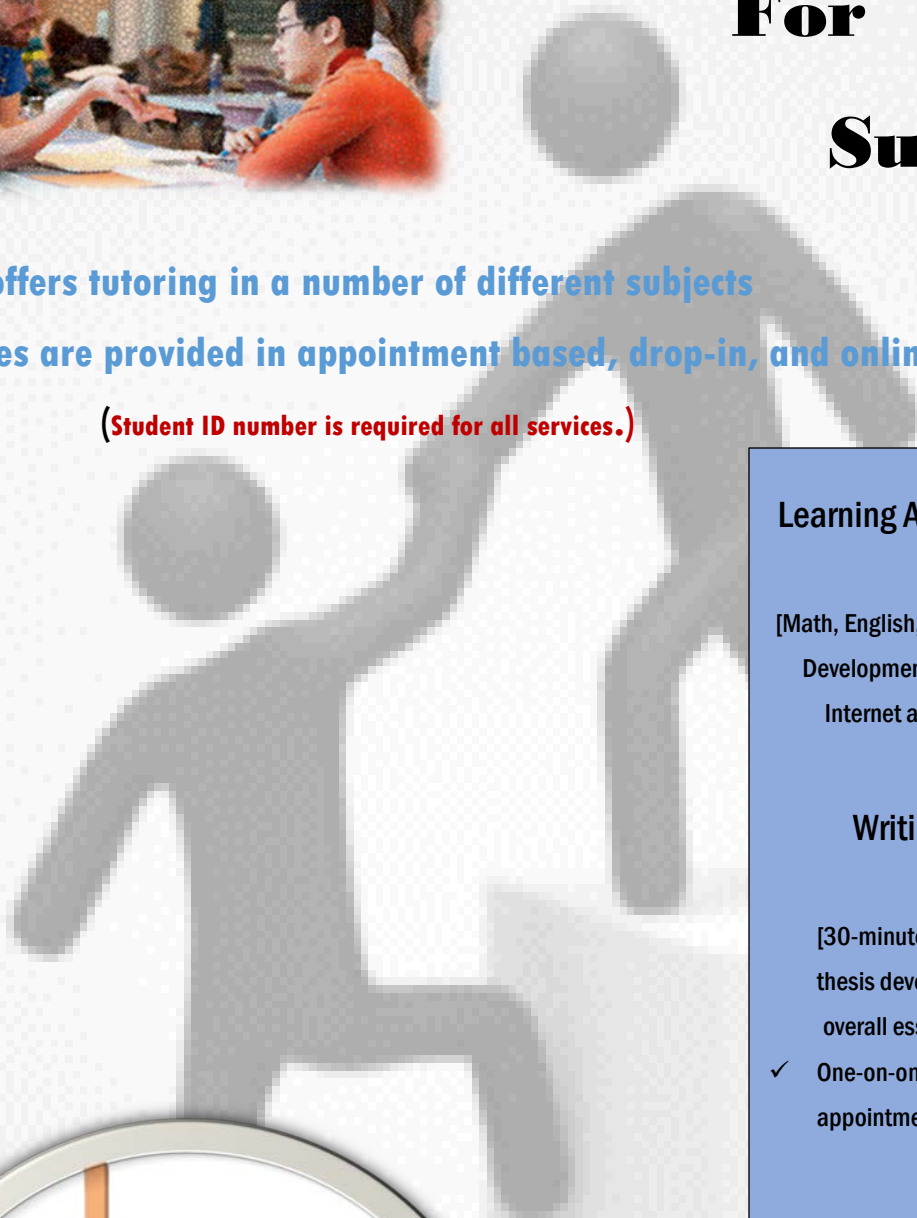 For
Su
offers tutoring in a number of different subjects
es are provided in appointment based, drop-in, and onlin
(Student ID number is required for all services.)
Learning A
[Math, English,
Developmen
Internet a
Writi
[30-minute
thesis deve
overall ess
✓ One-on-on
appointme